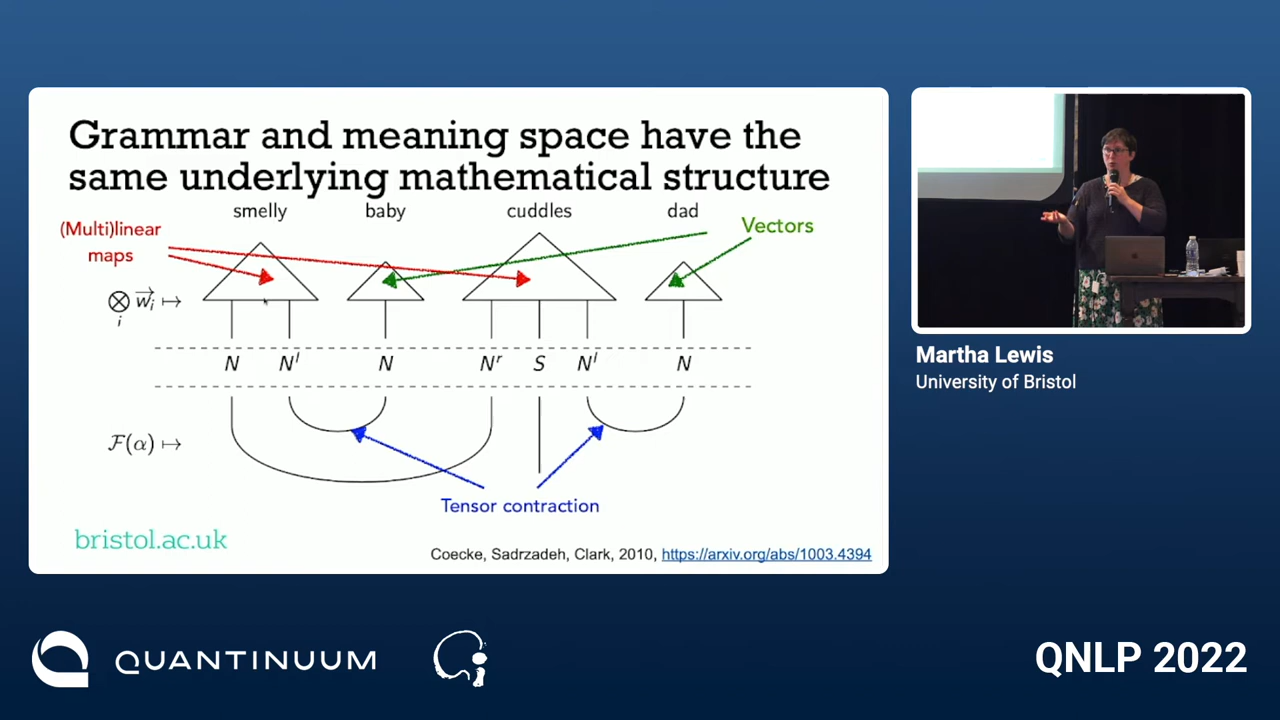 Grammar and meaning space have the
same underlying mathematical structure
smelly baby cuddles dad
(Multi)linear
maps
Vectors
⨂ᵢ w⃗ᵢ ↦
N Nˡ N Nʳ S Nˡ N
ℱ(α) ↦
Tensor contraction
bristol.ac.uk
Coecke, Sadrzadeh, Clark, 2010, https://arxiv.org/abs/1003.4394
Martha Lewis
University of Bristol
QUANTINUUM
QNLP 2022